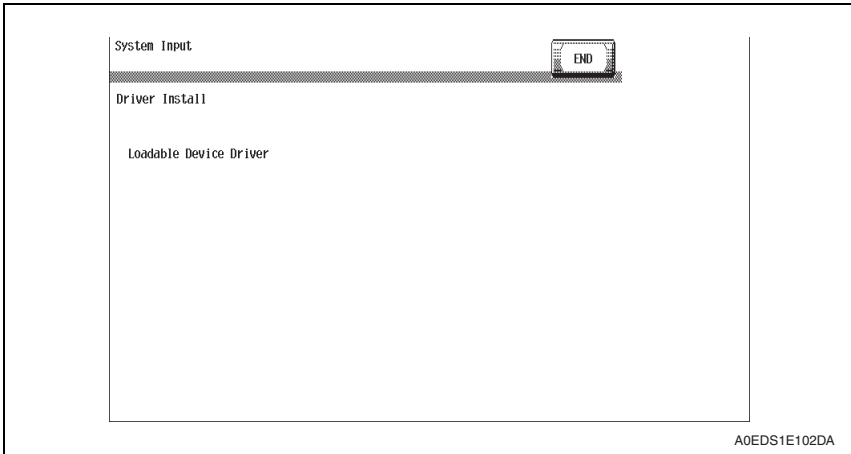 System Input
END
Driver Install
Loadable Device Driver
A0EDS1E102DA